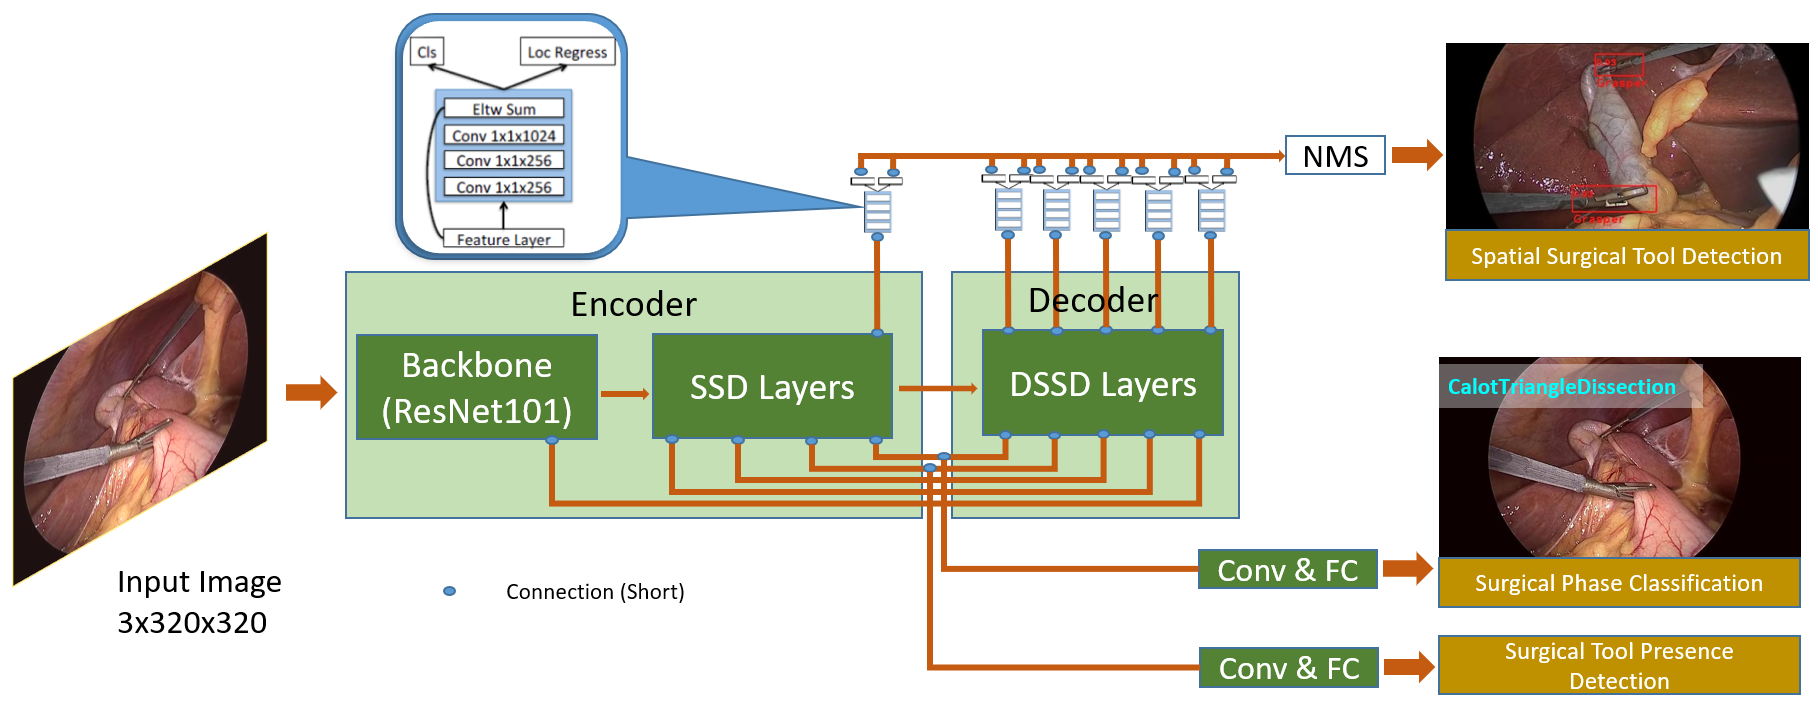 Cls
Loc Regress
Eltw Sum
Conv 1x1x1024
Conv 1x1x256
Conv 1x1x256
Feature Layer
NMS
Grasper
Grasper
Spatial Surgical Tool Detection
Encoder
Decoder
Backbone
(ResNet101)
SSD Layers
DSSD Layers
CalotTriangleDissection
Input Image
3x320x320
Connection (Short)
Conv & FC
Surgical Phase Classification
Conv & FC
Surgical Tool Presence
Detection